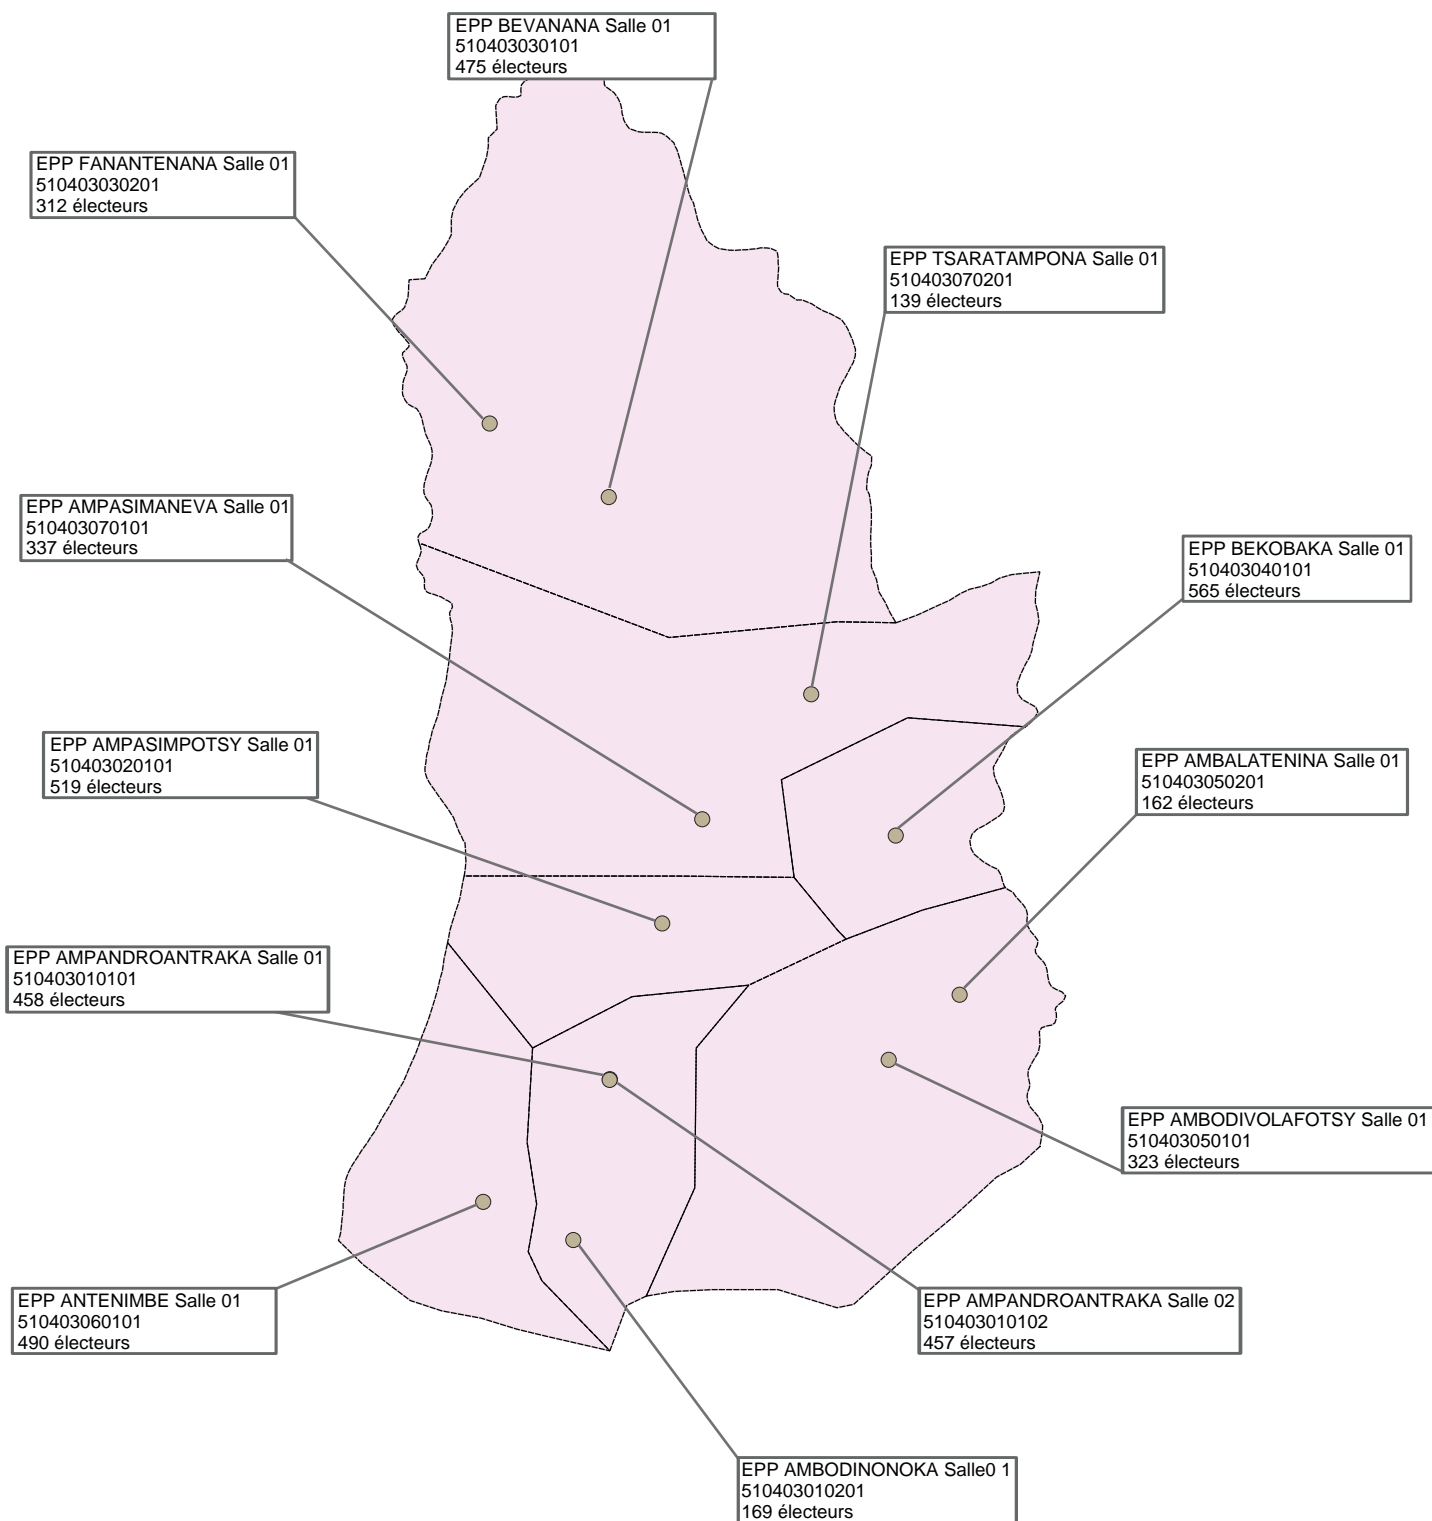 EPP BEVANANA Salle 01
510403030101
475 électeurs
EPP FANANTENANA Salle 01
510403030201
312 électeurs
EPP TSARATAMPONA Salle 01
510403070201
139 électeurs
EPP AMPASIMANEVA Salle 01
510403070101
337 électeurs
EPP BEKOBAKA Salle 01
510403040101
565 électeurs
EPP AMPASIMPOTSY Salle 01
510403020101
519 électeurs
EPP AMBALATENINA Salle 01
510403050201
162 électeurs
EPP AMPANDROANTRAKA Salle 01
510403010101
458 électeurs
EPP AMBODIVOLAFOTSY Salle 01
510403050101
323 électeurs
EPP ANTENIMBE Salle 01
510403060101
490 électeurs
EPP AMPANDROANTRAKA Salle 02
510403010102
457 électeurs
EPP AMBODINONOKA Salle0 1
510403010201
169 électeurs